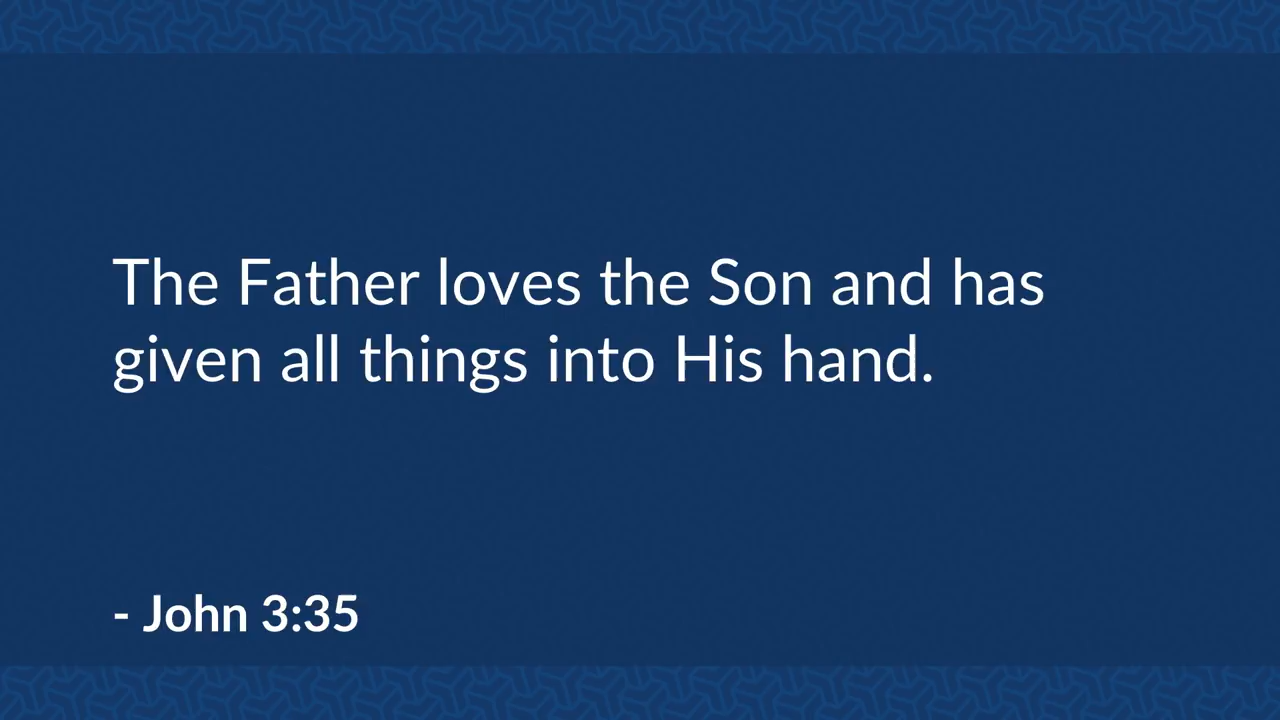 The Father loves the Son and has
given all things into His hand.
- John 3:35